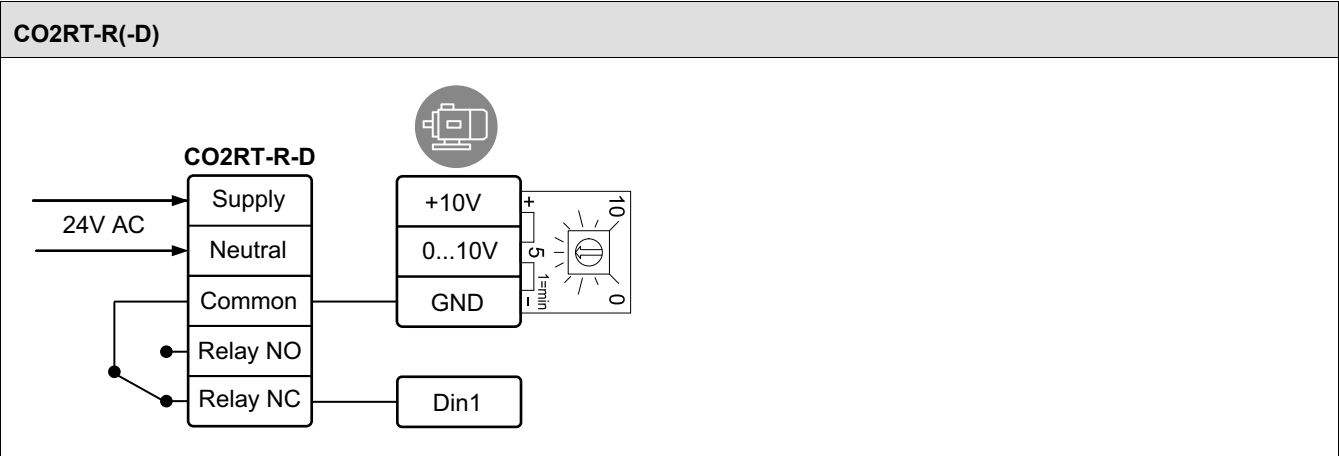 CO2RT-R(-D)
CO2RT-R-D
24V AC
Supply
Neutral
Common
Relay NO
Relay NC
+10V
0...10V
GND
Din1
+
-
10
5
1=min
0